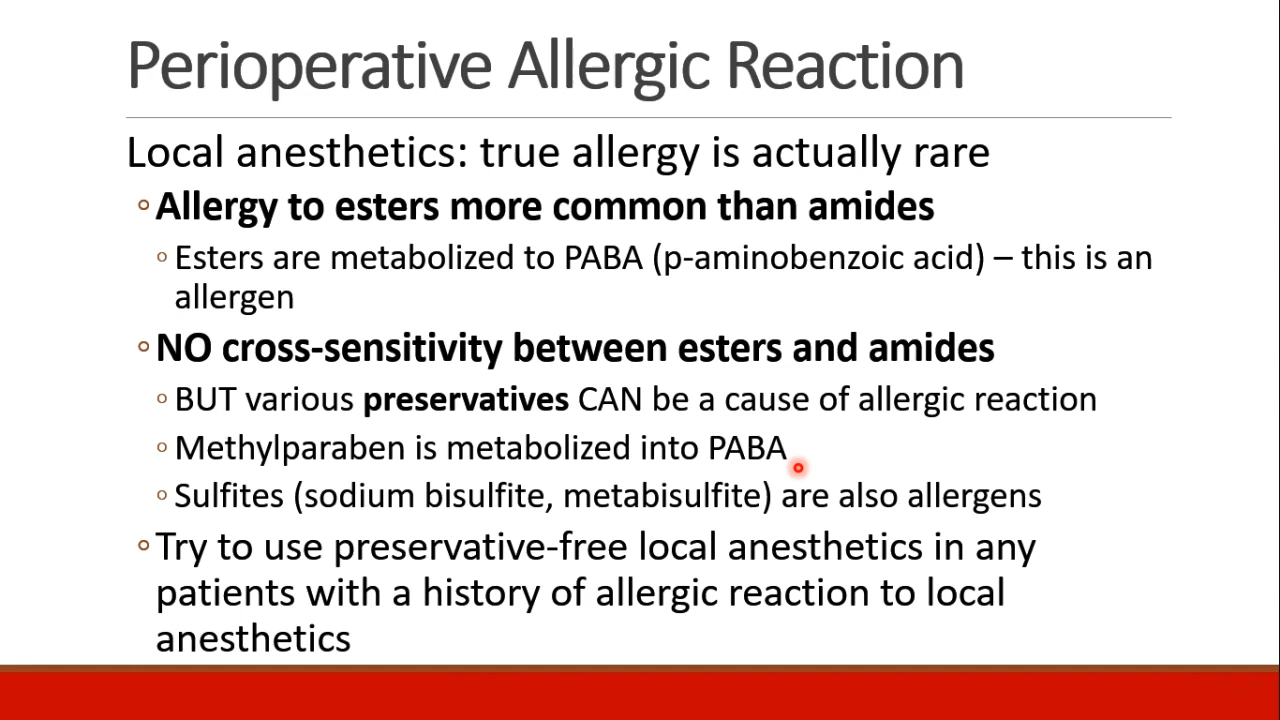 Perioperative Allergic Reaction
Local anesthetics: true allergy is actually rare
Allergy to esters more common than amides
Esters are metabolized to PABA (p-aminobenzoic acid) – this is an
allergen
NO cross-sensitivity between esters and amides
BUT various preservatives CAN be a cause of allergic reaction
Methylparaben is metabolized into PABA
Sulfites (sodium bisulfite, metabisulfite) are also allergens
Try to use preservative-free local anesthetics in any
patients with a history of allergic reaction to local
anesthetics